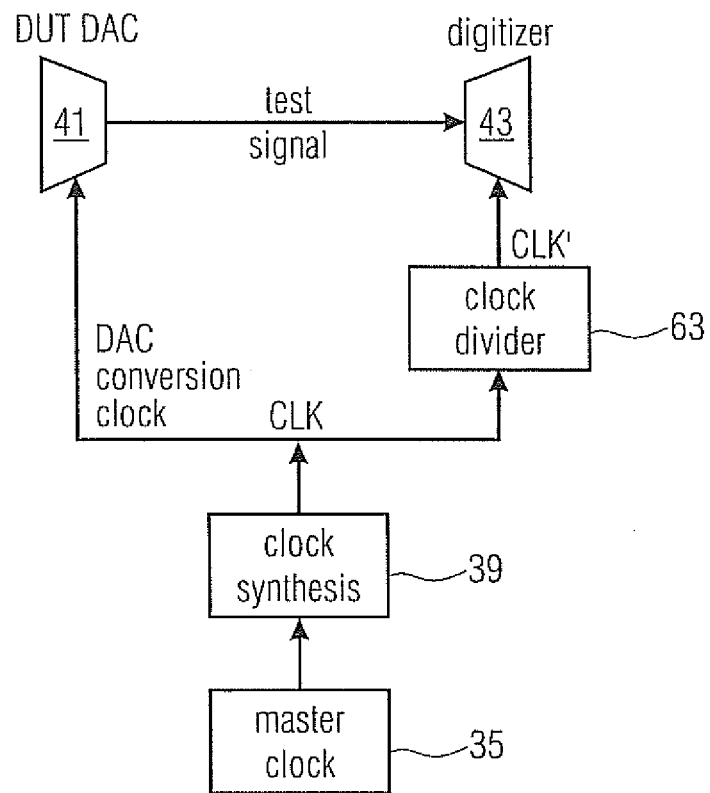 DUT DAC
digitizer
41
test
signal
43
CLK'
clock
divider
63
DAC
conversion
clock
CLK
clock
synthesis
39
master
clock
35